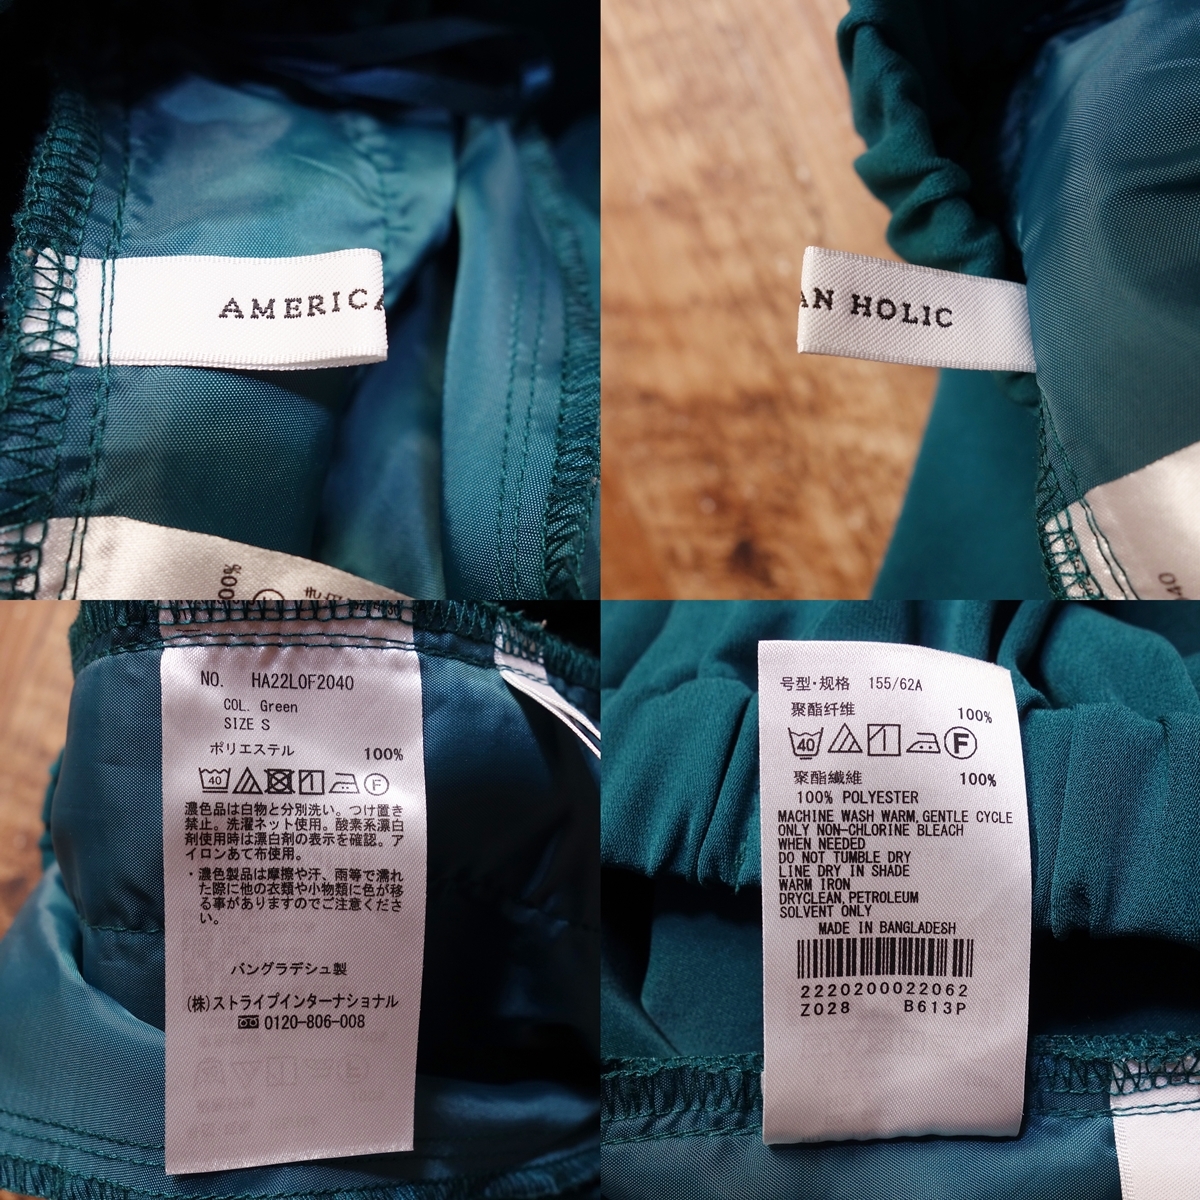 AMERICA
AN HOLIC
NO. HA22L0F2040
COL. Green
SIZE S
ポリエステル 100%
40
F
濃色品は白物と分別洗い。つけ置き
禁止。洗濯ネット使用。酸素系漂白
剤使用時は漂白剤の表示を確認。ア
イロンあて布使用。
・濃色製品は摩擦や汗、雨等で濡れ
た際に他の衣類や小物類に色が移
る事がありますのでご注意くださ
い。
バングラデシュ製
(株)ストライプインターナショナル
0120-806-008
号型·规格 155/62A
聚酯纤维 100%
40
F
聚酯纖維 100%
100% POLYESTER
MACHINE WASH WARM,GENTLE CYCLE
ONLY NON-CHLORINE BLEACH
WHEN NEEDED
DO NOT TUMBLE DRY
LINE DRY IN SHADE
WARM IRON
DRYCLEAN,PETROLEUM
SOLVENT ONLY
MADE IN BANGLADESH
2220200022062
Z028 B613P